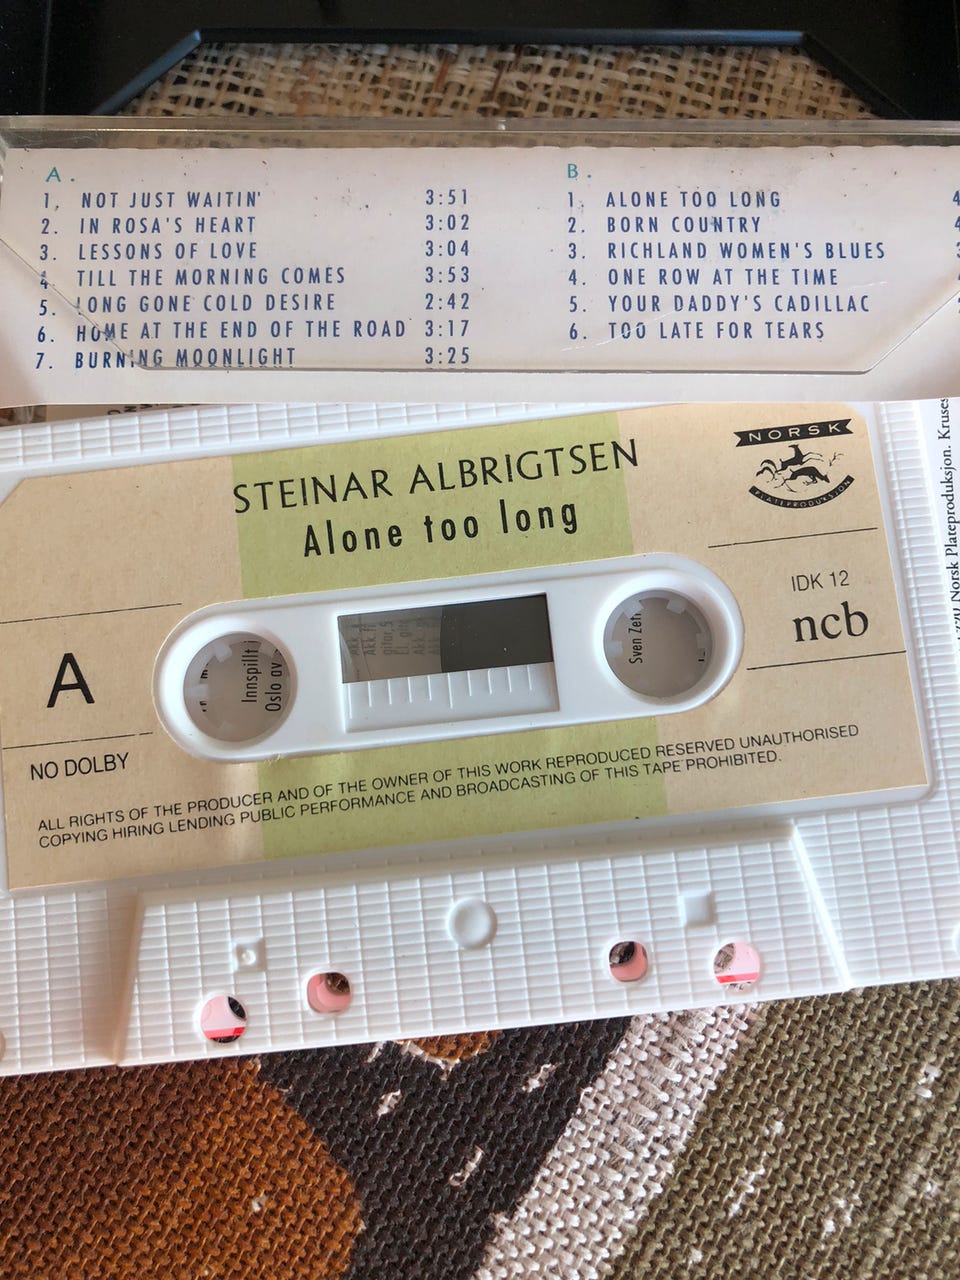 A.
1. NOT JUST WAITIN' 3:51
2. IN ROSA'S HEART 3:02
3. LESSONS OF LOVE 3:04
4. TILL THE MORNING COMES 3:53
5. LONG GONE COLD DESIRE 2:42
6. HOME AT THE END OF THE ROAD 3:17
7. BURNING MOONLIGHT 3:25
B.
1. ALONE TOO LONG
2. BORN COUNTRY
3. RICHLAND WOMEN'S BLUES
4. ONE ROW AT THE TIME
5. YOUR DADDY'S CADILLAC
6. TOO LATE FOR TEARS
STEINAR ALBRIGTSEN
Alone too long
NORSK
PLATEPRODUKSJON
IDK 12
ncb
A
NO DOLBY
Innspillt i
Oslo av
Sven Zet
ALL RIGHTS OF THE PRODUCER AND OF THE OWNER OF THIS WORK REPRODUCED RESERVED UNAUTHORISED
COPYING HIRING LENDING PUBLIC PERFORMANCE AND BROADCASTING OF THIS TAPE PROHIBITED.
Norsk Plateproduksjon. Kruses